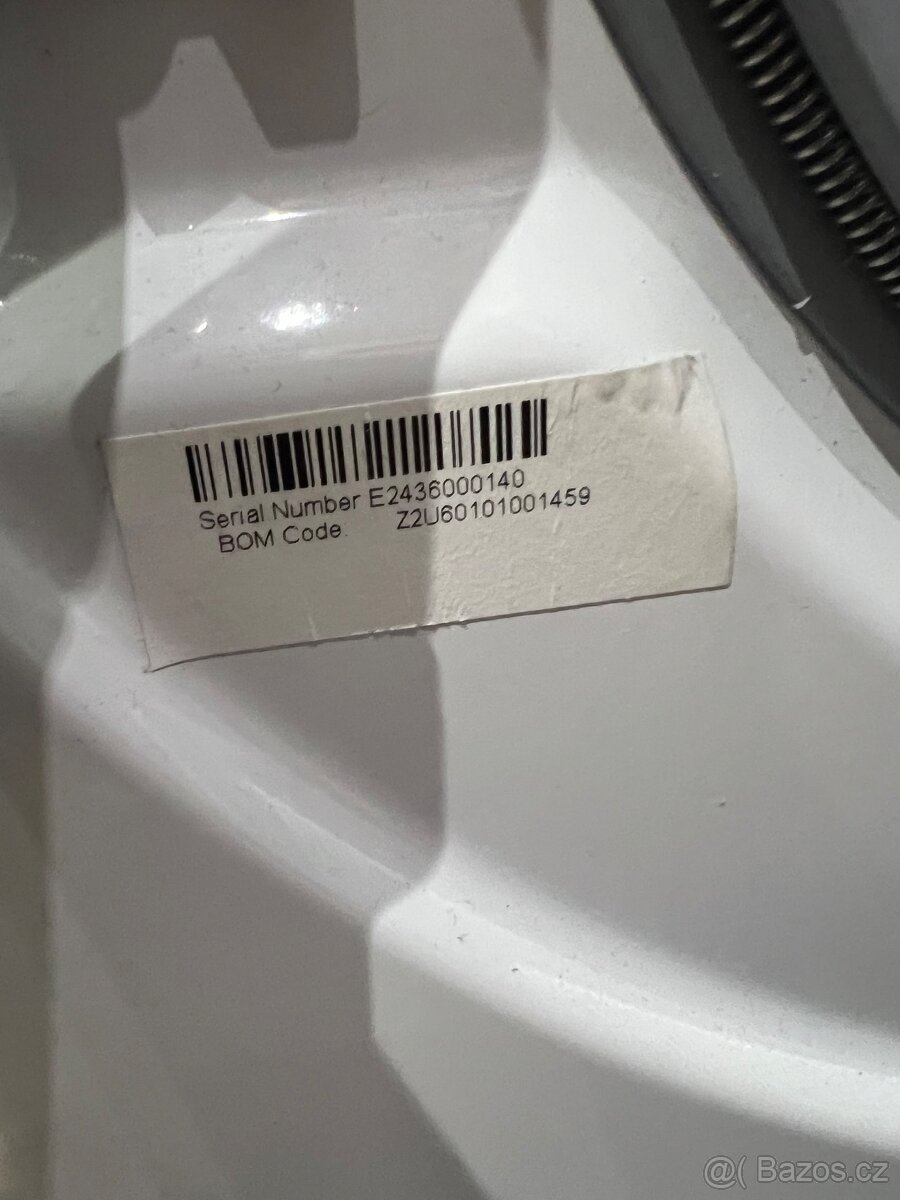 Serial Number E2436000140
BOM Code. Z2U60101001459
@( Bazos.cz